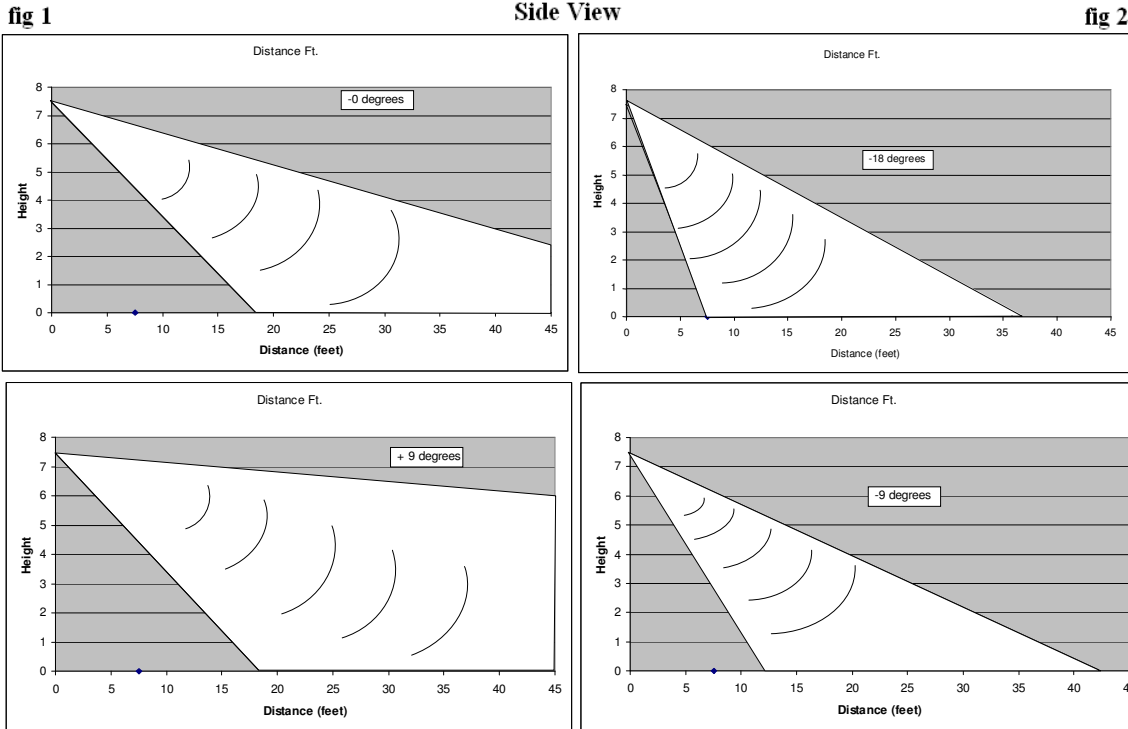 fig 1
Side View
fig 2
Distance Ft.
8
7
6
5
4
3
2
1
0
Height
-0 degrees
0 5 10 15 20 25 30 35 40 45
Distance (feet)
Distance Ft.
8
7
6
5
4
3
2
1
0
Height
-18 degrees
0 5 10 15 20 25 30 35 40 45
Distance (feet)
Distance Ft.
8
7
6
5
4
3
2
1
0
Height
+ 9 degrees
0 5 10 15 20 25 30 35 40 45
Distance (feet)
Distance Ft.
8
7
6
5
4
3
2
1
0
Height
-9 degrees
0 5 10 15 20 25 30 35 40
Distance (feet)